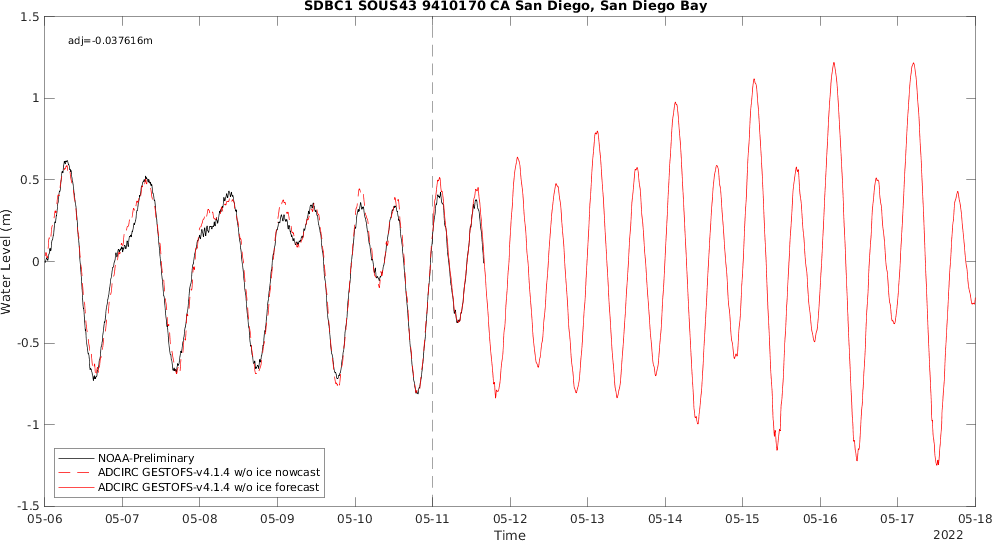 SDBC1 SOUS43 9410170 CA San Diego, San Diego Bay
adj=-0.037616m
1.5
1
0.5
0
-0.5
-1
-1.5
Water Level (m)
NOAA-Preliminary
ADCIRC GESTOFS-v4.1.4 w/o ice nowcast
ADCIRC GESTOFS-v4.1.4 w/o ice forecast
05-06 05-07 05-08 05-09 05-10 05-11 05-12 05-13 05-14 05-15 05-16 05-17 05-18
Time
2022